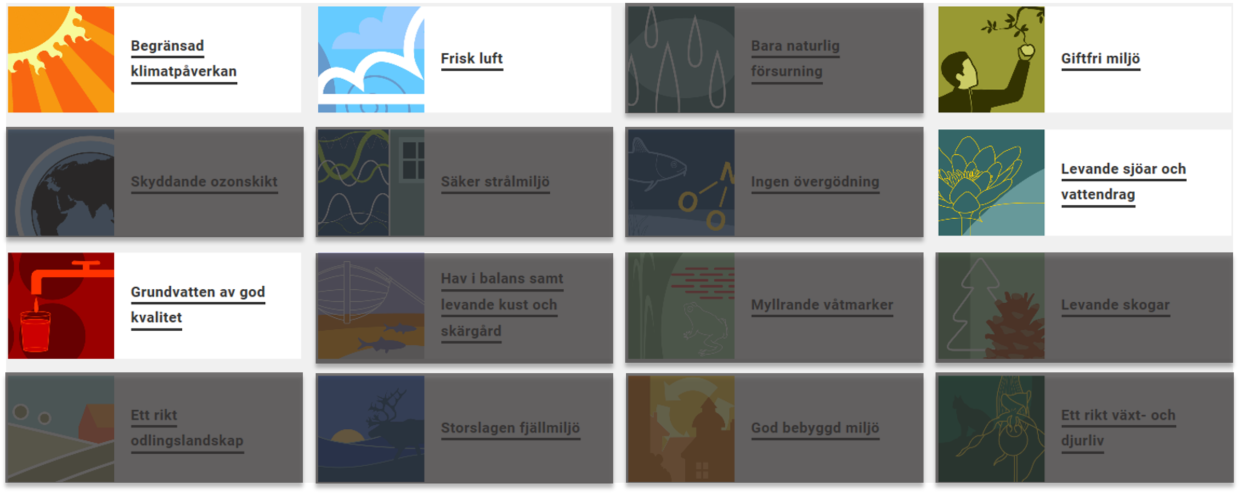 Begränsad
klimatpåverkan
Frisk luft
Bara naturlig
försurning
Giftfri miljö
Skyddande ozonskikt
Säker strålmiljö
Ingen övergödning
N
O
O
Levande sjöar och
vattendrag
Grundvatten av god
kvalitet
Hav i balans samt
levande kust och
skärgård
Myllrande våtmarker
Levande skogar
Ett rikt
odlingslandskap
Storslagen fjällmiljö
God bebyggd miljö
Ett rikt växt- och
djurliv